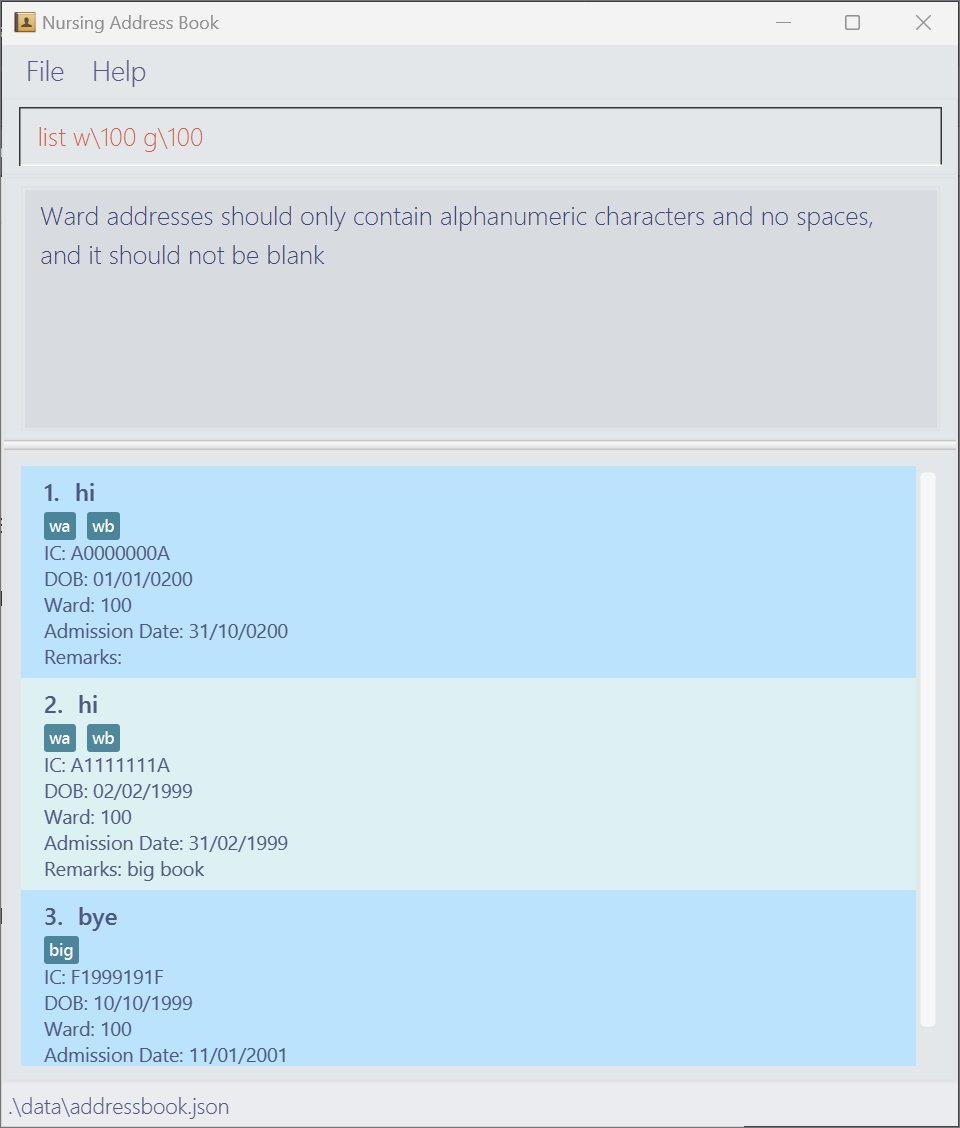 Nursing Address Book
File Help
list w\100 g\100
Ward addresses should only contain alphanumeric characters and no spaces,
and it should not be blank
1. hi
wa wb
IC: A0000000A
DOB: 01/01/0200
Ward: 100
Admission Date: 31/10/0200
Remarks:
2. hi
wa wb
IC: A1111111A
DOB: 02/02/1999
Ward: 100
Admission Date: 31/02/1999
Remarks: big book
3. bye
big
IC: F1999191F
DOB: 10/10/1999
Ward: 100
Admission Date: 11/01/2001
.\data\addressbook.json